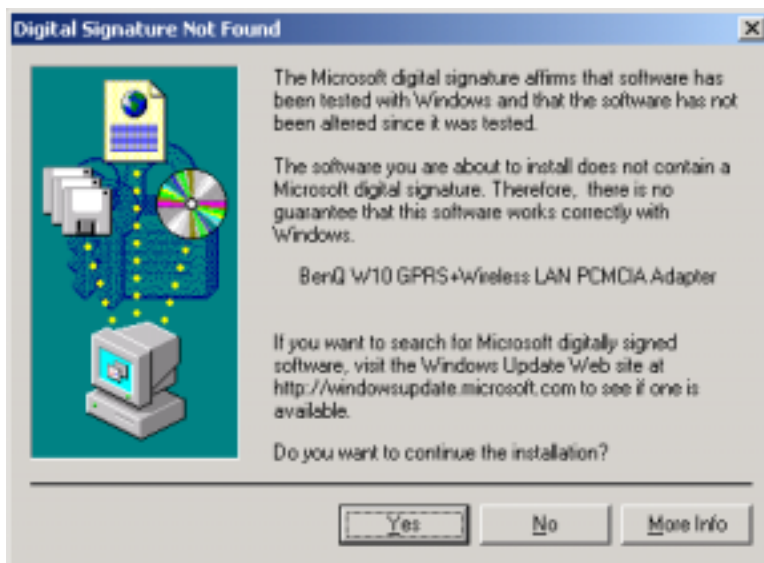 Digital Signature Not Found
The Microsoft digital signature affirms that software has
been tested with Windows and that the software has not
been altered since it was tested.
The software you are about to install does not contain a
Microsoft digital signature. Therefore, there is no
guarantee that this software works correctly with
Windows.
BenQ W10 GPRS+Wireless LAN PCMCIA Adapter
If you want to search for Microsoft digitally signed
software, visit the Windows Update Web site at
http://windowsupdate.microsoft.com to see if one is
available.
Do you want to continue the installation?
Yes No More Info